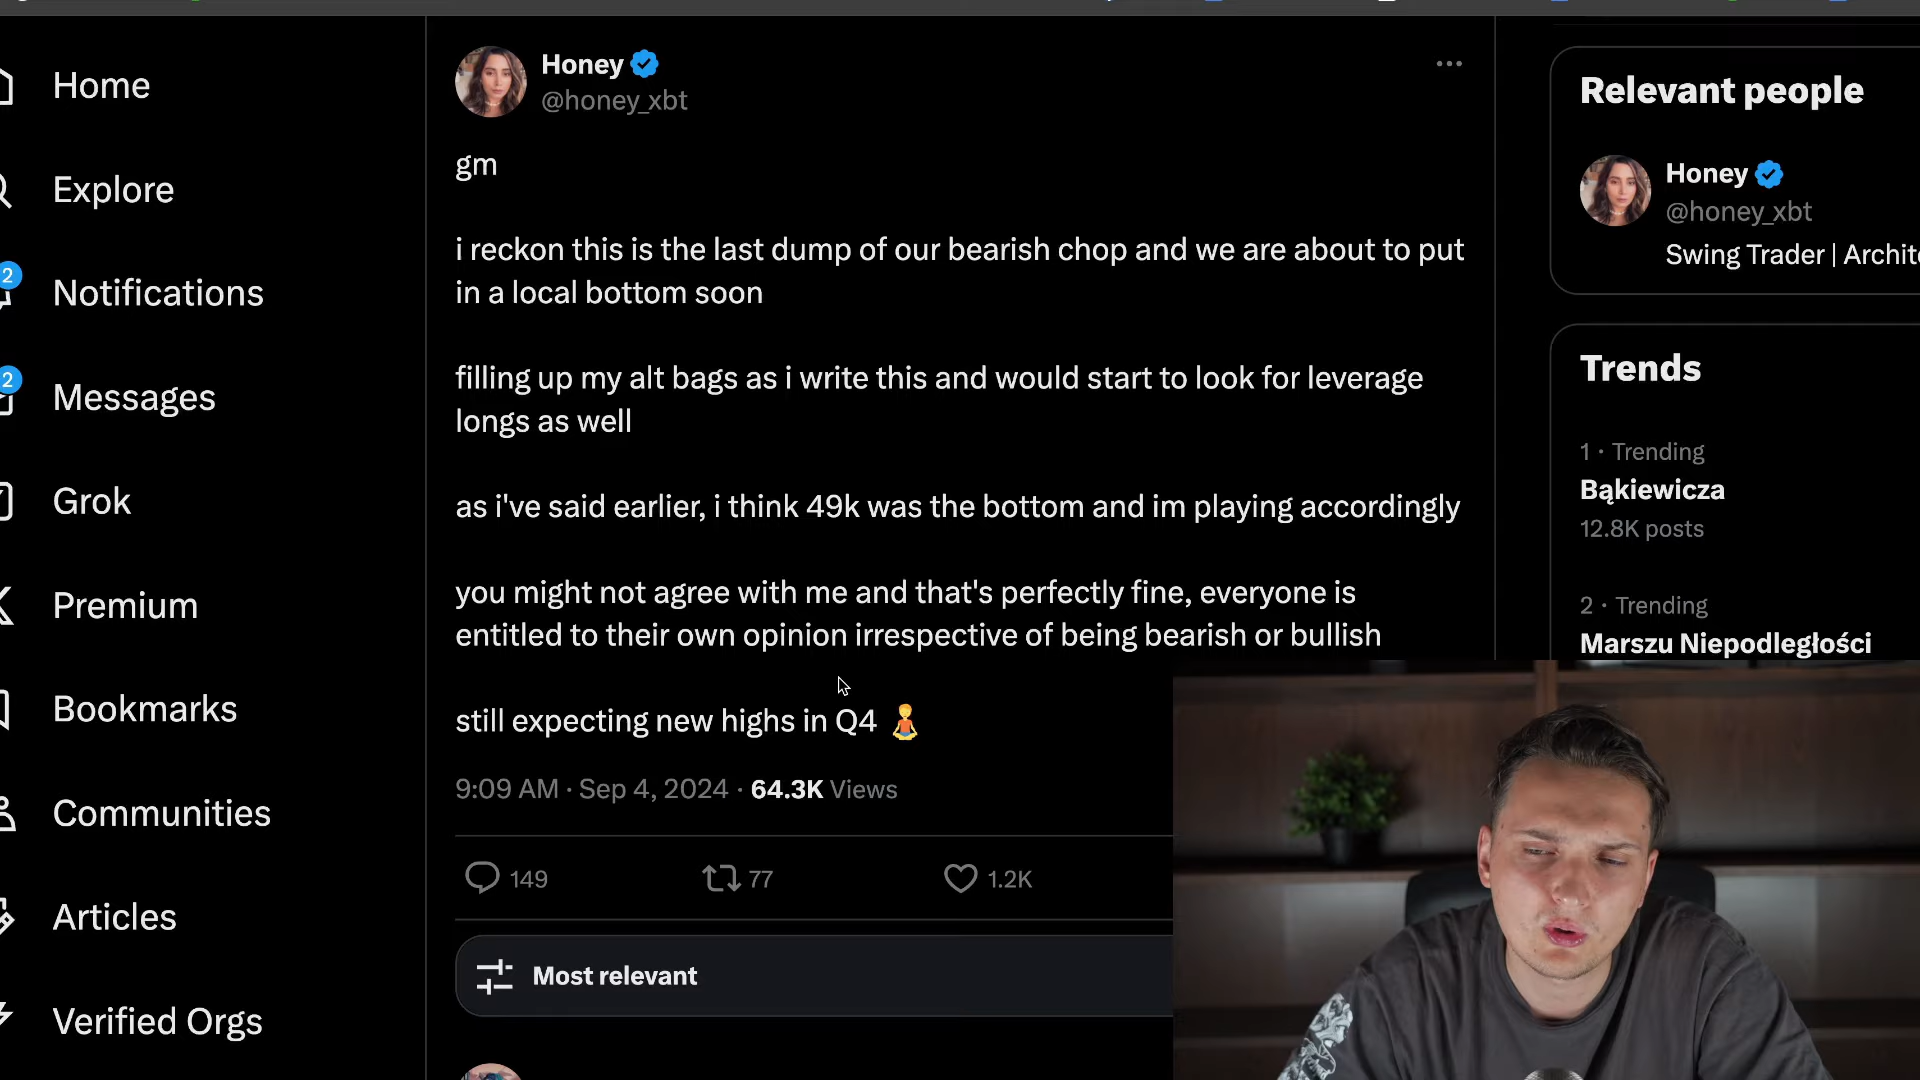 Home
Explore
2
Notifications
2
Messages
Grok
Premium
Bookmarks
Communities
Articles
Verified Orgs
Honey
@honey_xbt
gm
i reckon this is the last dump of our bearish chop and we are about to put
in a local bottom soon
filling up my alt bags as i write this and would start to look for leverage
longs as well
as i've said earlier, i think 49k was the bottom and im playing accordingly
you might not agree with me and that's perfectly fine, everyone is
entitled to their own opinion irrespective of being bearish or bullish
still expecting new highs in Q4 🧘
9:09 AM · Sep 4, 2024 · 64.3K Views
149 77 1.2K
Most relevant
Relevant people
Honey
@honey_xbt
Swing Trader |
Trends
1 · Trending
Bąkiewicza
12.8K posts
2 · Trending
Marszu Niepodległości